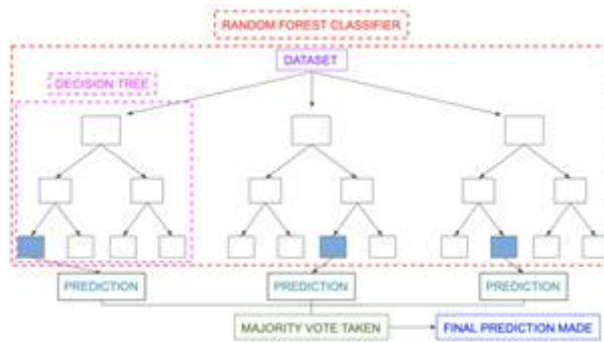 RANDOM FOREST CLASSIFIER
DATASET
DECISION TREE
PREDICTION
PREDICTION
PREDICTION
MAJORITY VOTE TAKEN
FINAL PREDICTION MADE